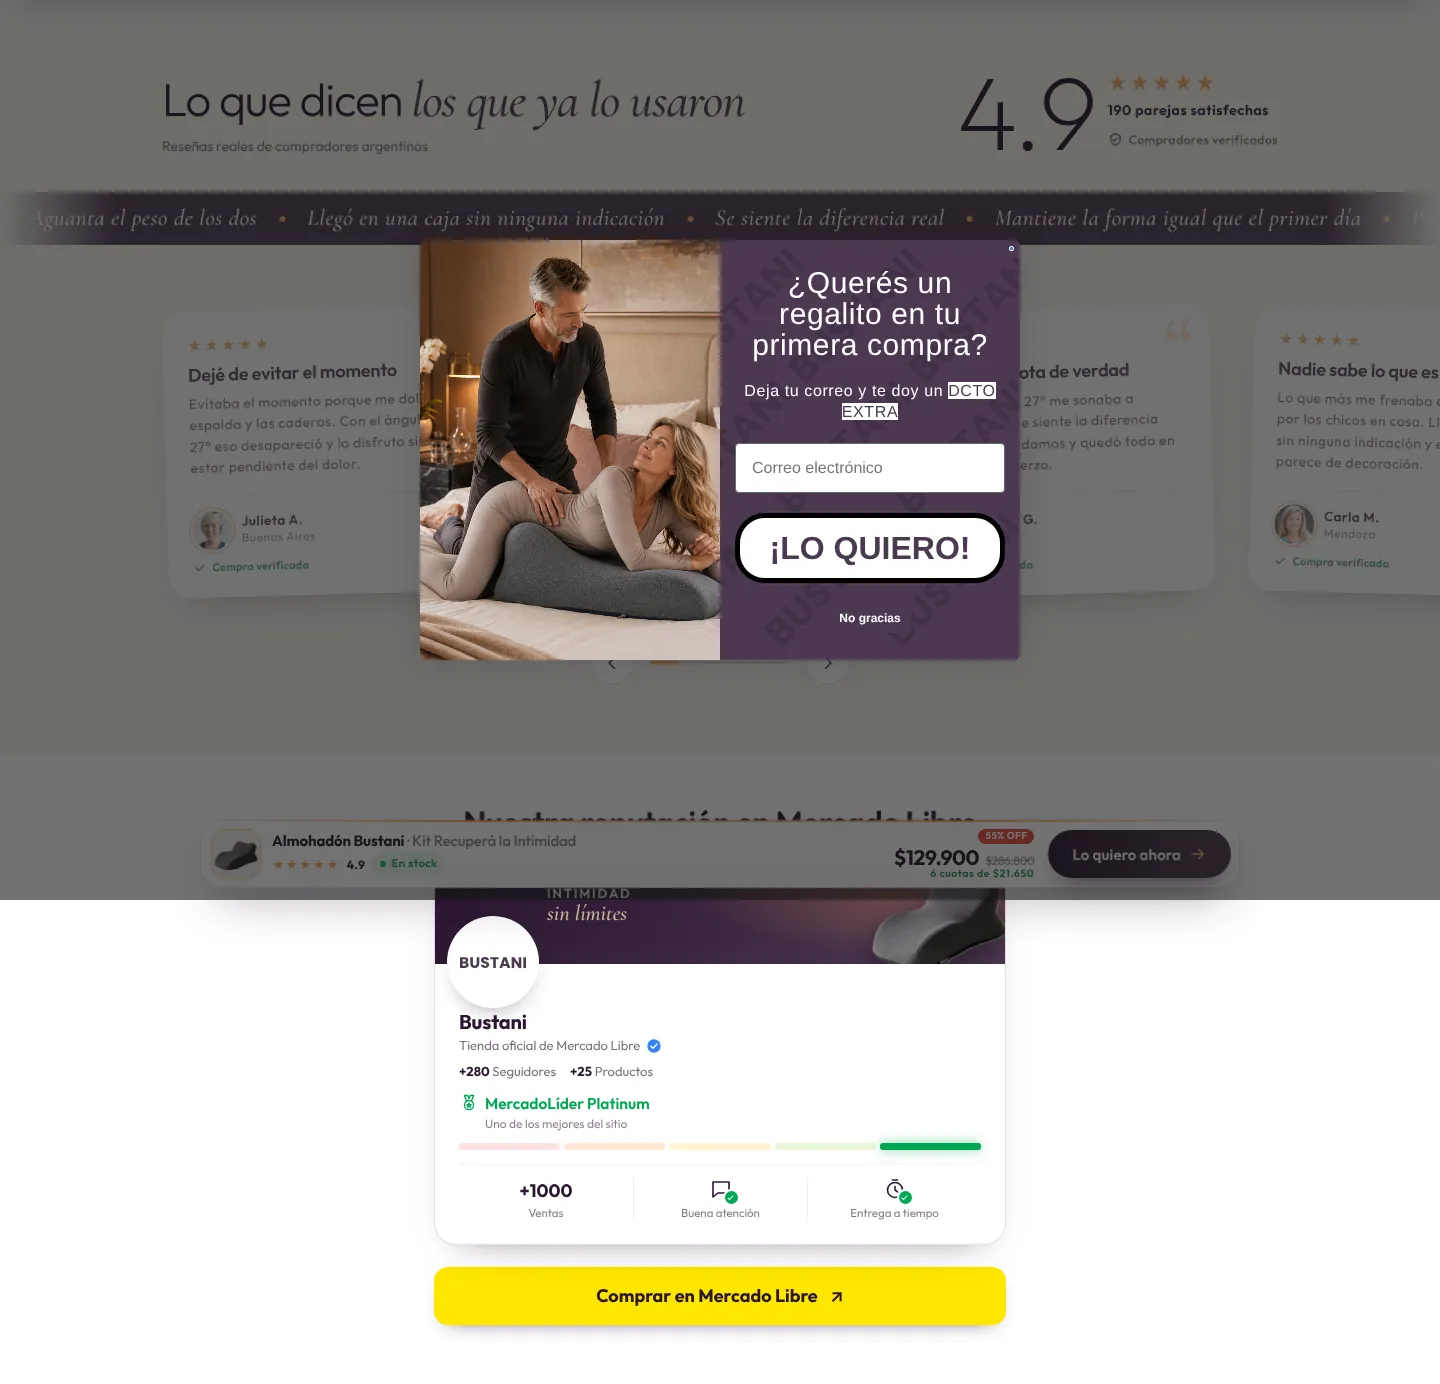 Lo que dicen los que ya lo usaron
Reseñas reales de compradores argentinos
4.9
190 parejas satisfechas
Compradores verificados
Aguanta el peso de los dos • Llegó en una caja sin ninguna indicación • Se siente la diferencia real • Mantiene la forma igual que el primer día •
Dejé de evitar el momento
Evitaba el momento porque me
espalda y las caderas. Con el
27° eso desapareció y lo disfruto
estar pendiente del dolor.
Julieta A.
Buenos Aires
Compra verificada
¿Querés un
regalito en tu
primera compra?
Deja tu correo y te doy un DCTO
EXTRA
Correo electrónico
¡LO QUIERO!
No gracias
BUSTANI
de verdad
27° me sonaba a
siente la diferencia
y quedó todo en
G.
Nadie sabe lo que es
Lo que más me frenaba
por los chicos en casa.
sin ninguna indicación y
parece de decoración.
Carla M.
Mendoza
Compra verificada
Nuestra reputación en Mercado Libre
Almohadón Bustani · Kit Recuperá la Intimidad
4.9
En stock
55% OFF
$129.900 $286.800
6 cuotas de $21.650
Lo quiero ahora →
INTIMIDAD
sin límites
BUSTANI
Bustani
Tienda oficial de Mercado Libre
+280 Seguidores +25 Productos
MercadoLíder Platinum
Uno de los mejores del sitio
+1000
Ventas
Buena atención
Entrega a tiempo
Comprar en Mercado Libre